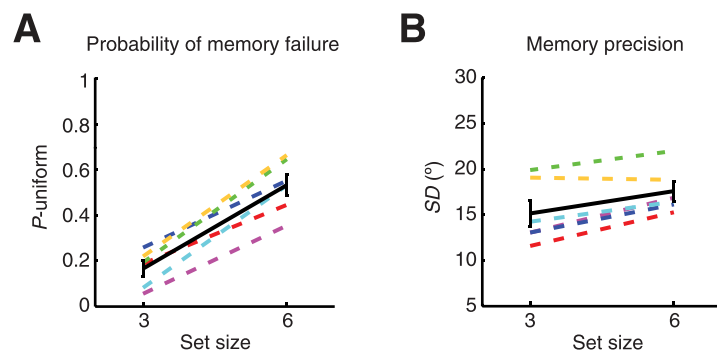 A
Probability of memory failure
P-uniform
1
0.8
0.6
0.4
0.2
0
3
6
Set size
B
Memory precision
SD (°)
30
25
20
15
10
5
3
6
Set size